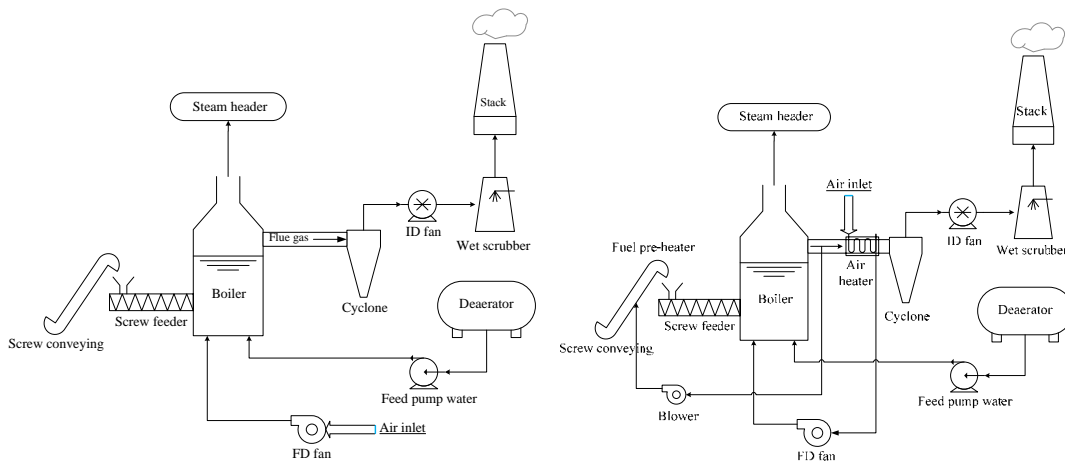 Stack
Steam header
ID fan
Wet scrubber
Flue gas
Boiler
Cyclone
Deaerator
Screw feeder
Screw conveying
Feed pump water
Air inlet
FD fan
Stack
Steam header
Air inlet
ID fan
Wet scrubber
Fuel pre-heater
Air
heater
Boiler
Cyclone
Deaerator
Screw feeder
Screw conveying
Feed pump water
Blower
FD fan